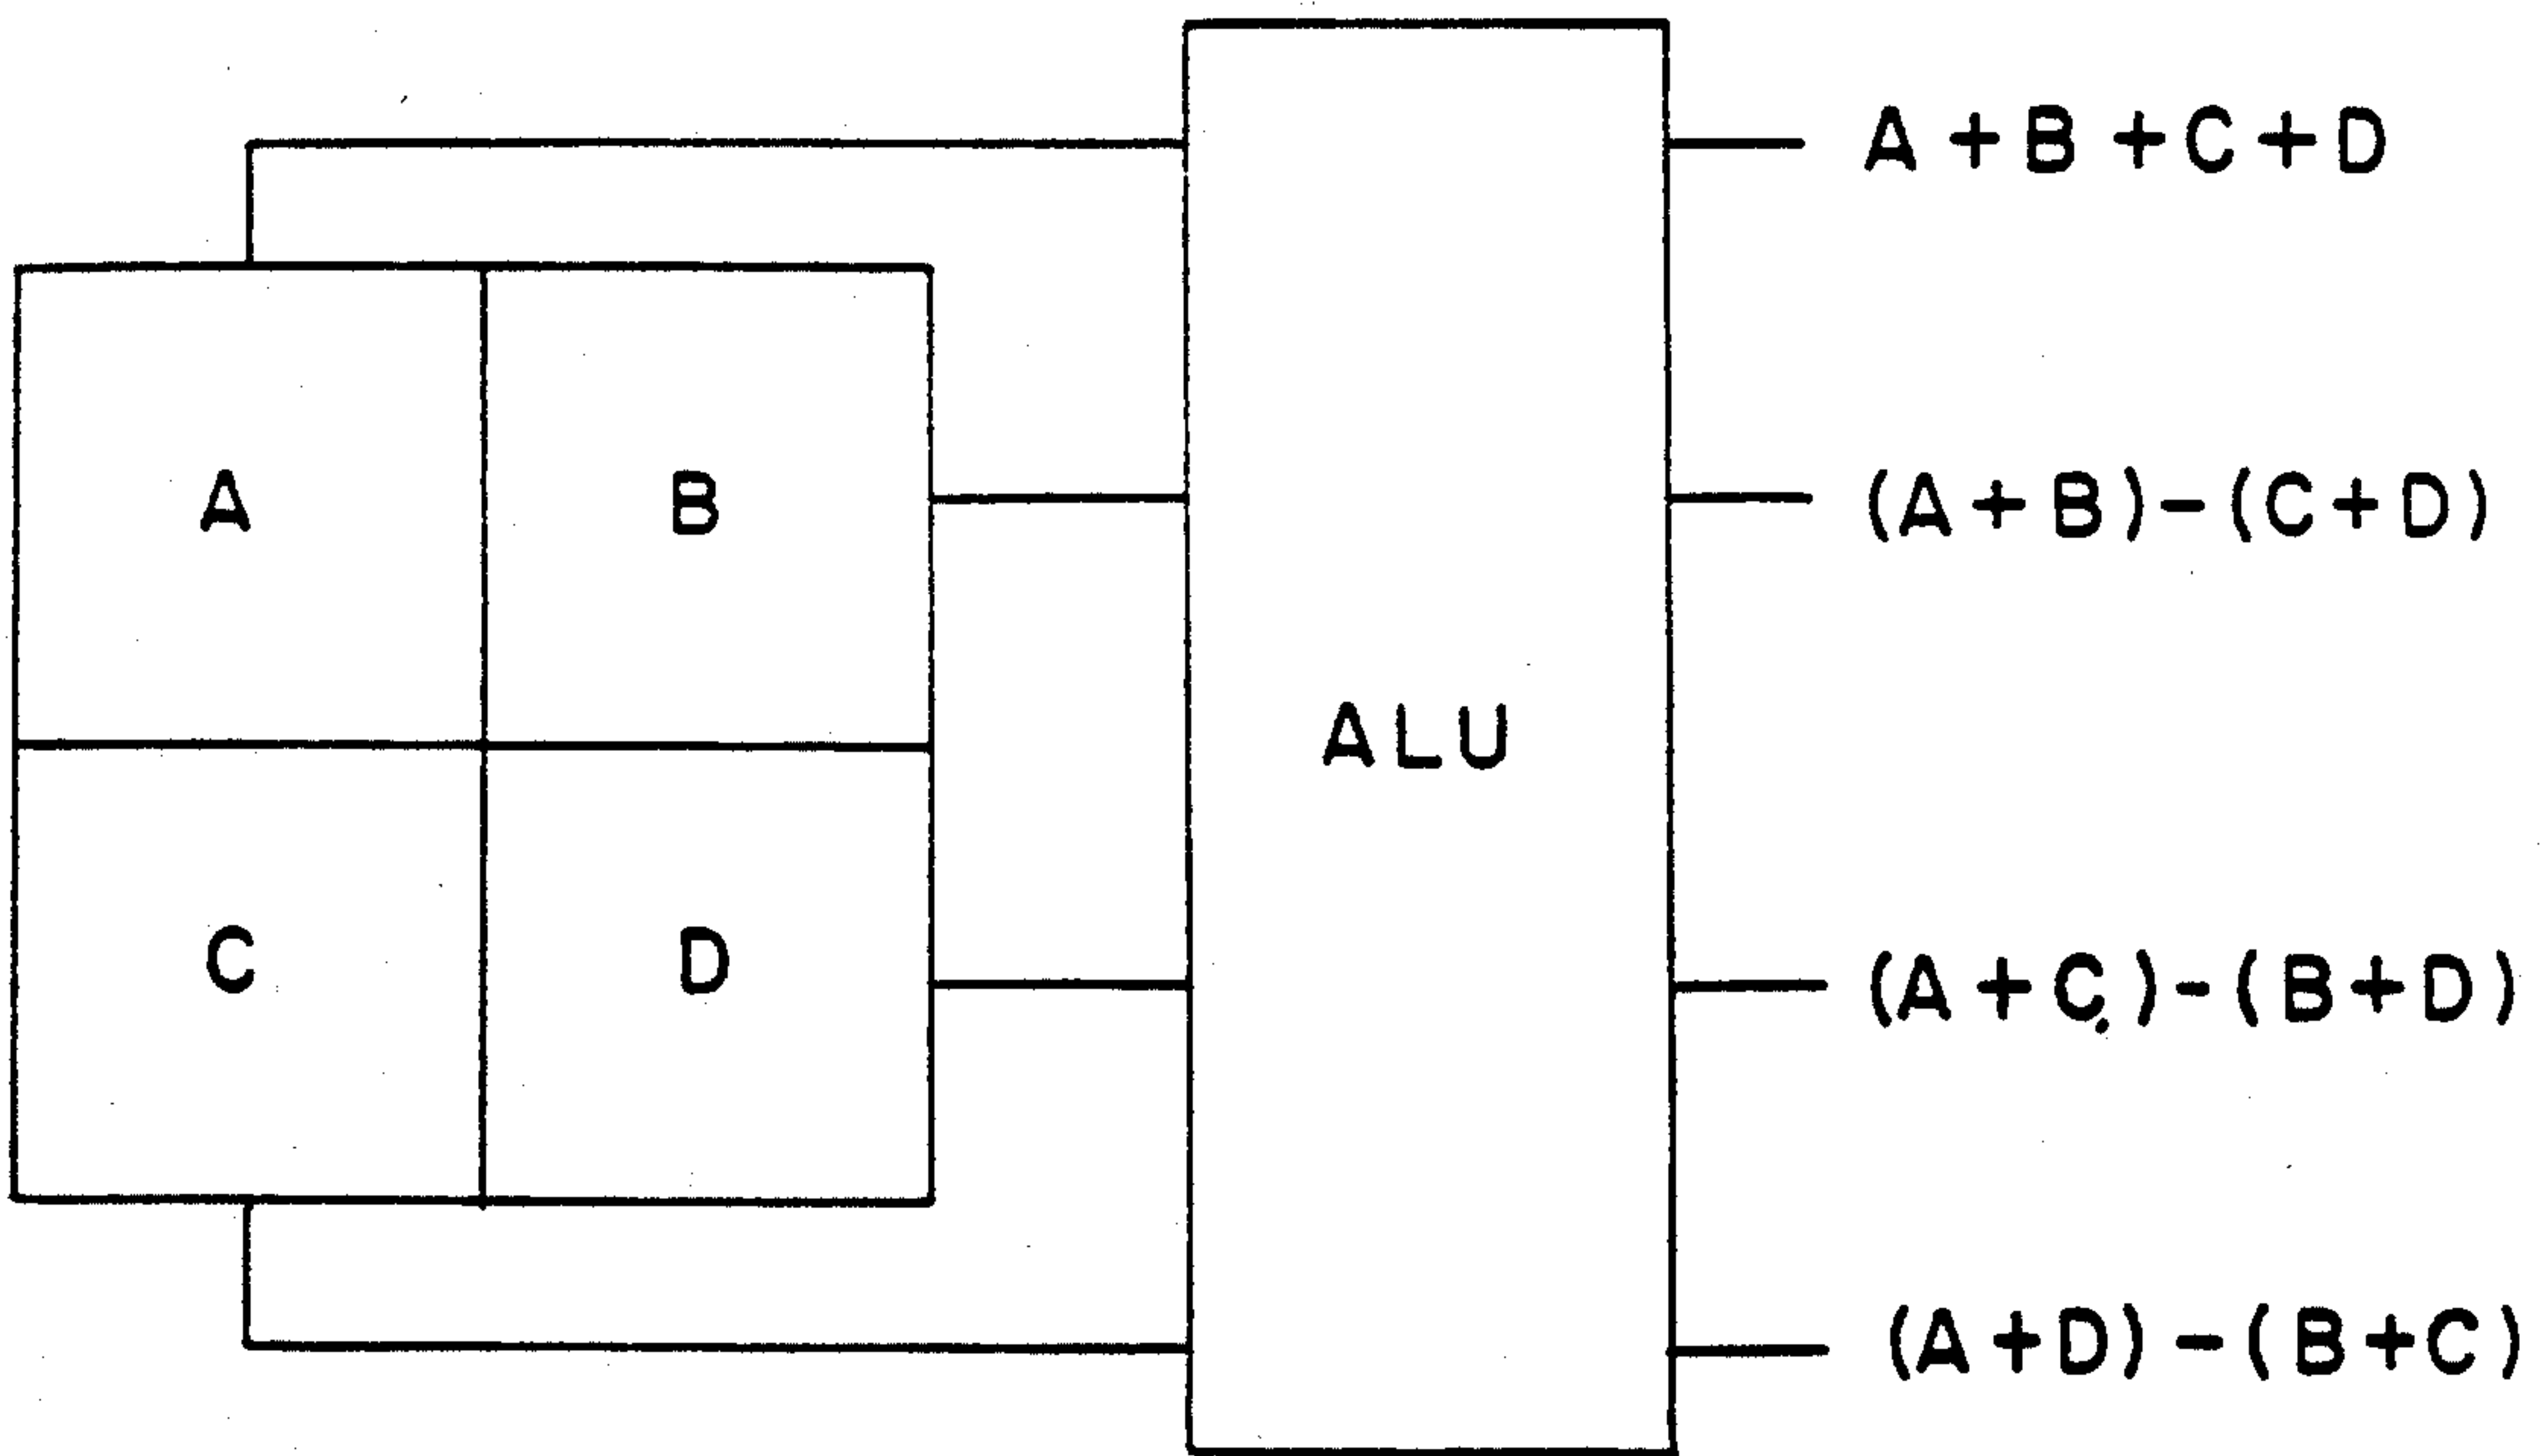 A+B+C+D
A B
(A+B)-(C+D)
ALU
C D
(A+C)-(B+D)
(A+D)-(B+C)